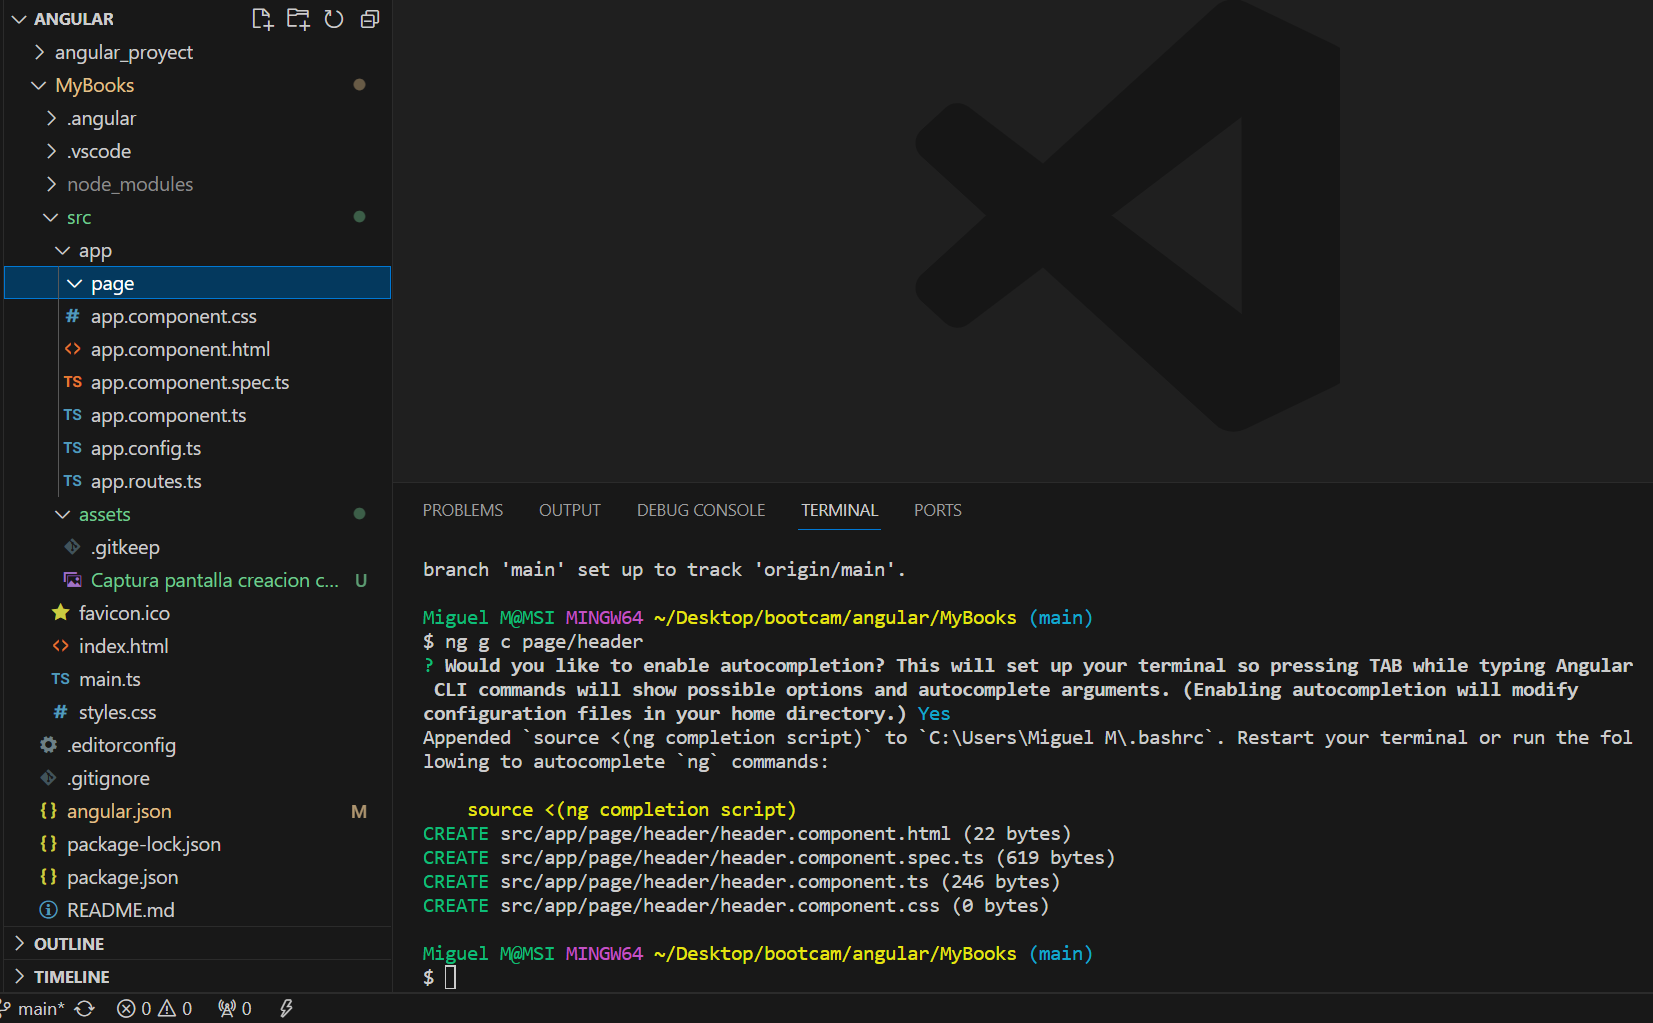 ANGULAR
angular_proyect
MyBooks
.angular
.vscode
node_modules
src
app
page
# app.component.css
<> app.component.html
TS app.component.spec.ts
TS app.component.ts
TS app.config.ts
TS app.routes.ts
assets
.gitkeep
Captura pantalla creacion c... U
favicon.ico
<> index.html
TS main.ts
# styles.css
.editorconfig
.gitignore
{} angular.json M
{} package-lock.json
{} package.json
README.md
OUTLINE
TIMELINE
PROBLEMS OUTPUT DEBUG CONSOLE TERMINAL PORTS
branch 'main' set up to track 'origin/main'.
Miguel M@MSI MINGW64 ~/Desktop/bootcam/angular/MyBooks (main)
$ ng g c page/header
? Would you like to enable autocompletion? This will set up your terminal so pressing TAB while typing Angular
CLI commands will show possible options and autocomplete arguments. (Enabling autocompletion will modify
configuration files in your home directory.) Yes
Appended `source <(ng completion script)` to `C:\Users\Miguel M\.bashrc`. Restart your terminal or run the fol
lowing to autocomplete `ng` commands:
source <(ng completion script)
CREATE src/app/page/header/header.component.html (22 bytes)
CREATE src/app/page/header/header.component.spec.ts (619 bytes)
CREATE src/app/page/header/header.component.ts (246 bytes)
CREATE src/app/page/header/header.component.css (0 bytes)
Miguel M@MSI MINGW64 ~/Desktop/bootcam/angular/MyBooks (main)
$
main* 0 0 0